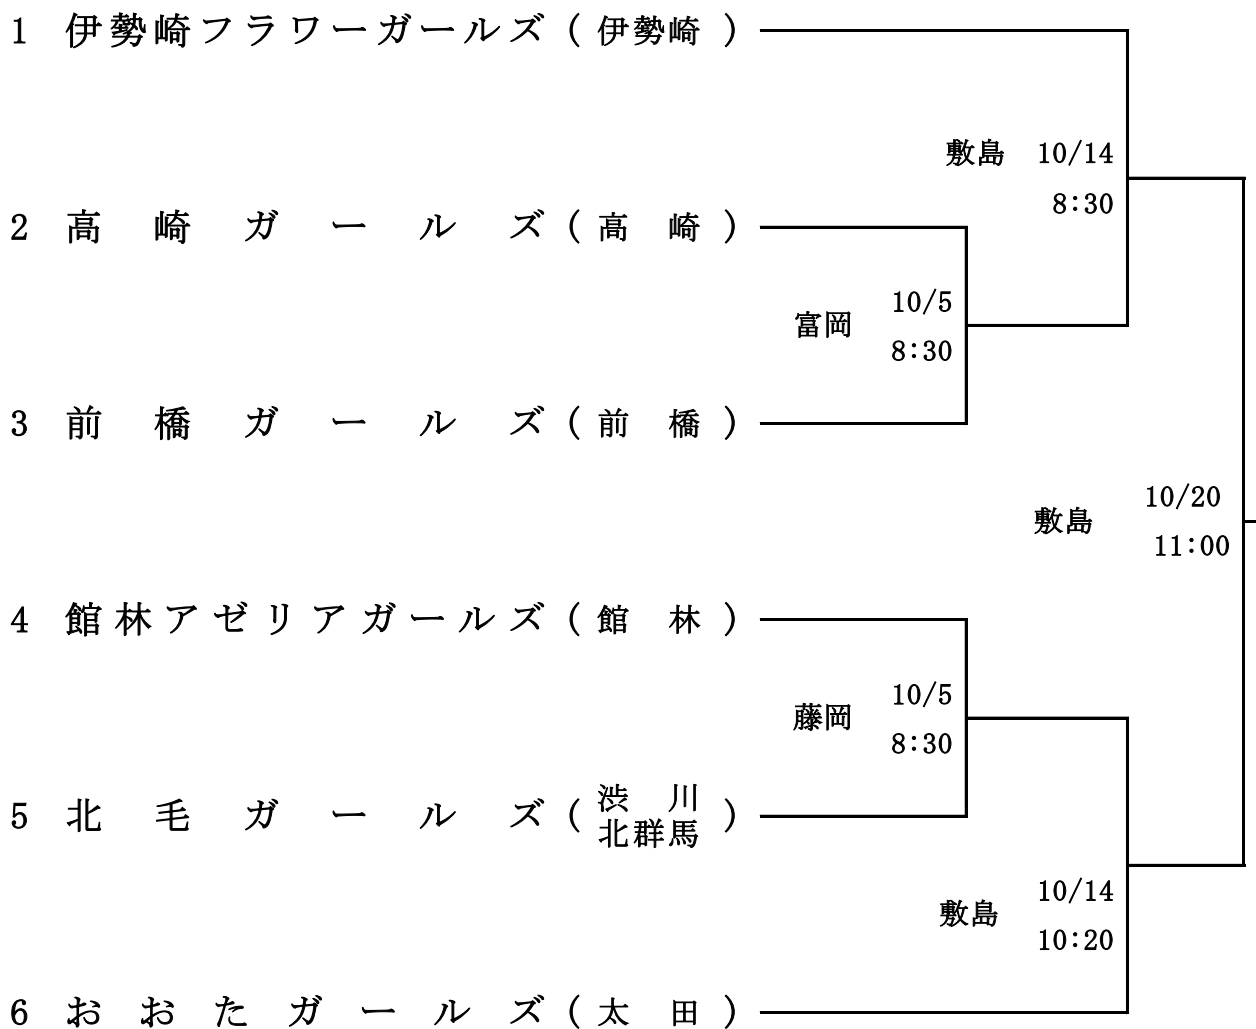 1 伊勢崎フラワーガールズ（伊勢崎）
敷島 10/14
8:30
2 高崎ガールズ（高崎）
富岡 10/5
8:30
3 前橋ガールズ（前橋）
敷島 10/20
11:00
4 館林アゼリアガールズ（館林）
藤岡 10/5
8:30
5 北毛ガールズ（渋川
北群馬）
敷島 10/14
10:20
6 おおたガールズ（太田）